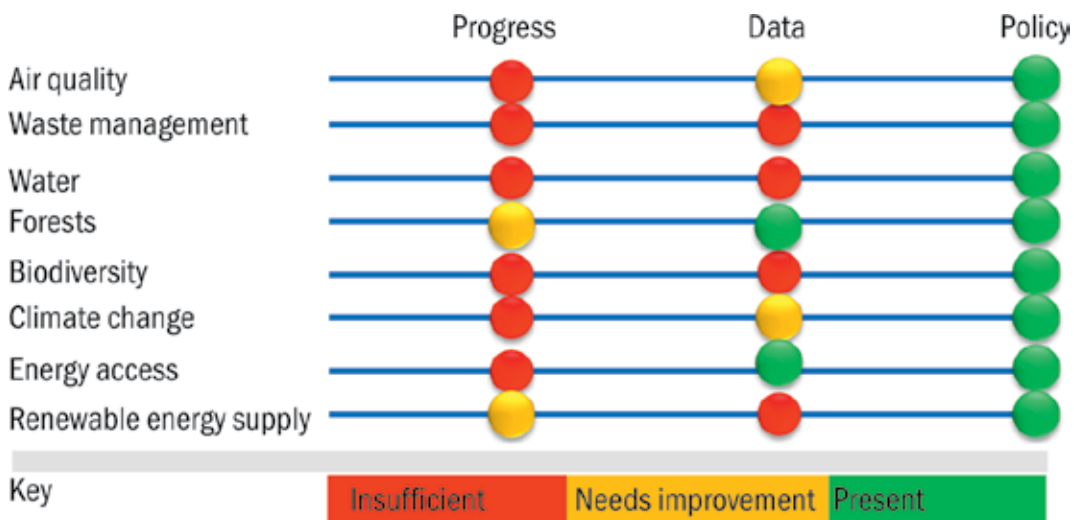 Progress Data Policy
Air quality
Waste management
Water
Forests
Biodiversity
Climate change
Energy access
Renewable energy supply
Key Insufficient Needs improvement Present